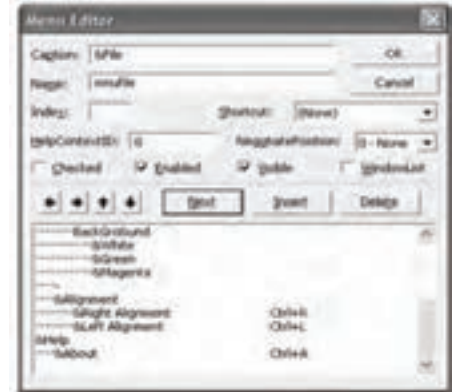 Menu Editor
Caption: &File OK
Name: mnufile Cancel
Index: Shortcut: (None)
HelpContextID: 0 NegotiatePosition: 0 - None
Checked Enabled Visible WindowList
Next Insert Delete
&White
&Green
&Magenta
-
&Alignment
&Right Alignment Ctrl+R
&Left Alignment Ctrl+L
&Help
&About Ctrl+A